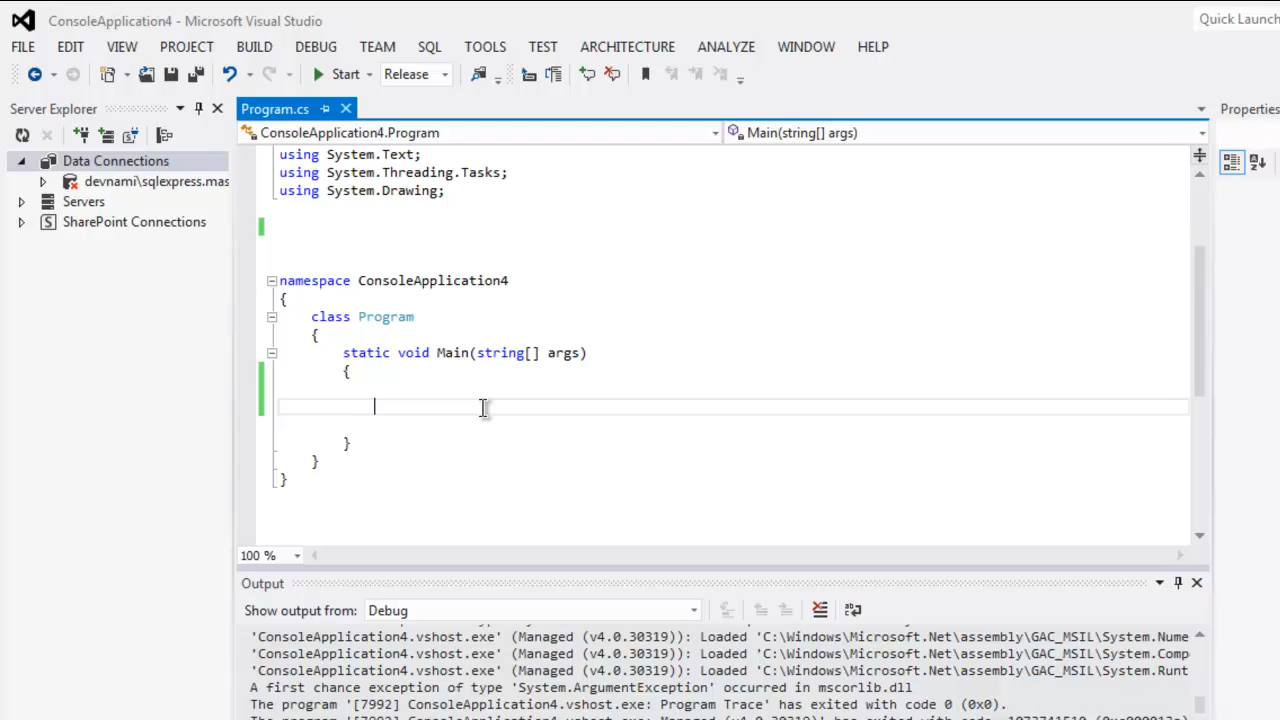 ConsoleApplication4 - Microsoft Visual Studio
Quick Launch
FILE EDIT VIEW PROJECT BUILD DEBUG TEAM SQL TOOLS TEST ARCHITECTURE ANALYZE WINDOW HELP
Start Release
Server Explorer
Program.cs
Properties
ConsoleApplication4.Program
Main(string[] args)
Data Connections
devnami\sqlexpress.mas
Servers
SharePoint Connections
using System.Text;
using System.Threading.Tasks;
using System.Drawing;
namespace ConsoleApplication4
{
class Program
{
static void Main(string[] args)
{
}
}
}
100 %
Output
Show output from: Debug
'ConsoleApplication4.vshost.exe' (Managed (v4.0.30319)): Loaded 'C:\Windows\Microsoft.Net\assembly\GAC_MSIL\System.Nume
'ConsoleApplication4.vshost.exe' (Managed (v4.0.30319)): Loaded 'C:\Windows\Microsoft.Net\assembly\GAC_MSIL\System.Comp
'ConsoleApplication4.vshost.exe' (Managed (v4.0.30319)): Loaded 'C:\Windows\Microsoft.Net\assembly\GAC_MSIL\System.Runt
A first chance exception of type 'System.ArgumentException' occurred in mscorlib.dll
The program '[7992] ConsoleApplication4.vshost.exe: Program Trace' has exited with code 0 (0x0).